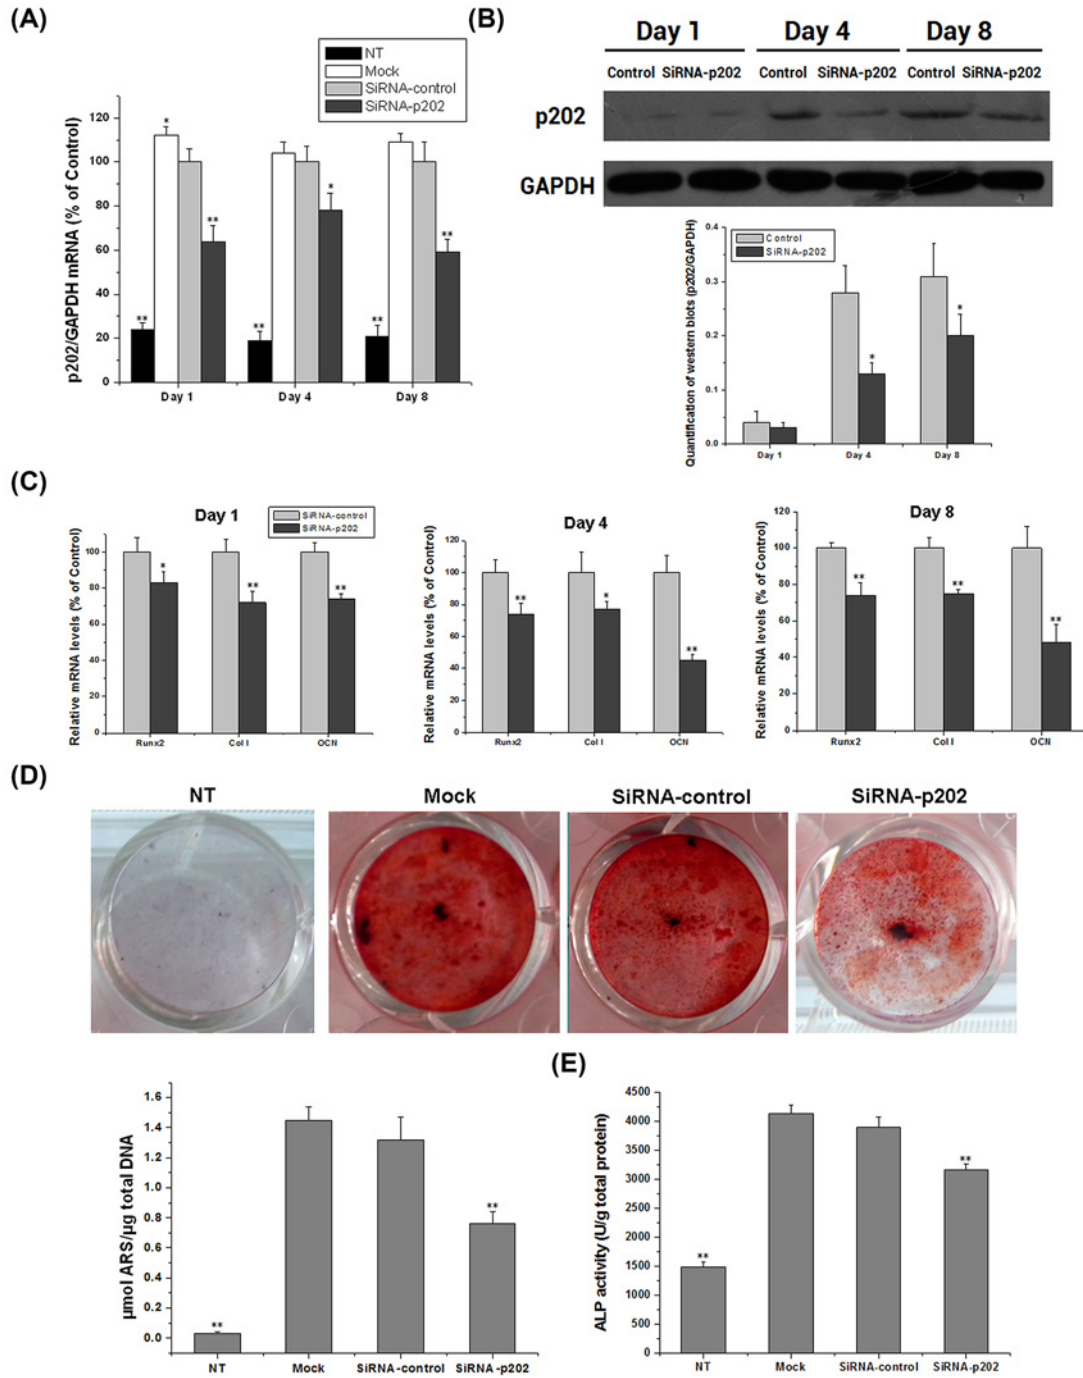 (A)
NT
Mock
SiRNA-control
SiRNA-p202
p202/GAPDH mRNA (% of Control)
120
100
80
60
40
20
0
*
**
**
**
*
**
**
Day 1 Day 4 Day 8
(B)
Day 1 Day 4 Day 8
Control SiRNA-p202 Control SiRNA-p202 Control SiRNA-p202
p202
GAPDH
Quantification of western blots (p202/GAPDH)
Control
SiRNA-p202
0.4
0.3
0.2
0.1
0.0
*
*
Day 1 Day 4 Day 8
(C)
Day 1
SiRNA-control
SiRNA-p202
Relative mRNA levels (% of Control)
100
80
60
40
20
0
*
**
**
Runx2 Col I OCN
Day 4
Relative mRNA levels (% of Control)
120
100
80
60
40
20
0
**
*
**
Runx2 Col I OCN
Day 8
Relative mRNA levels (% of Control)
100
80
60
40
20
0
**
**
**
Runx2 Col I OCN
(D)
NT Mock SiRNA-control SiRNA-p202
µmol ARS/µg total DNA
1.6
1.4
1.2
1.0
0.8
0.6
0.4
0.2
0.0
**
**
NT Mock SiRNA-control SiRNA-p202
(E)
ALP activity (U/g total protein)
4500
4000
3500
3000
2500
2000
1500
1000
500
0
**
**
NT Mock SiRNA-control SiRNA-p202